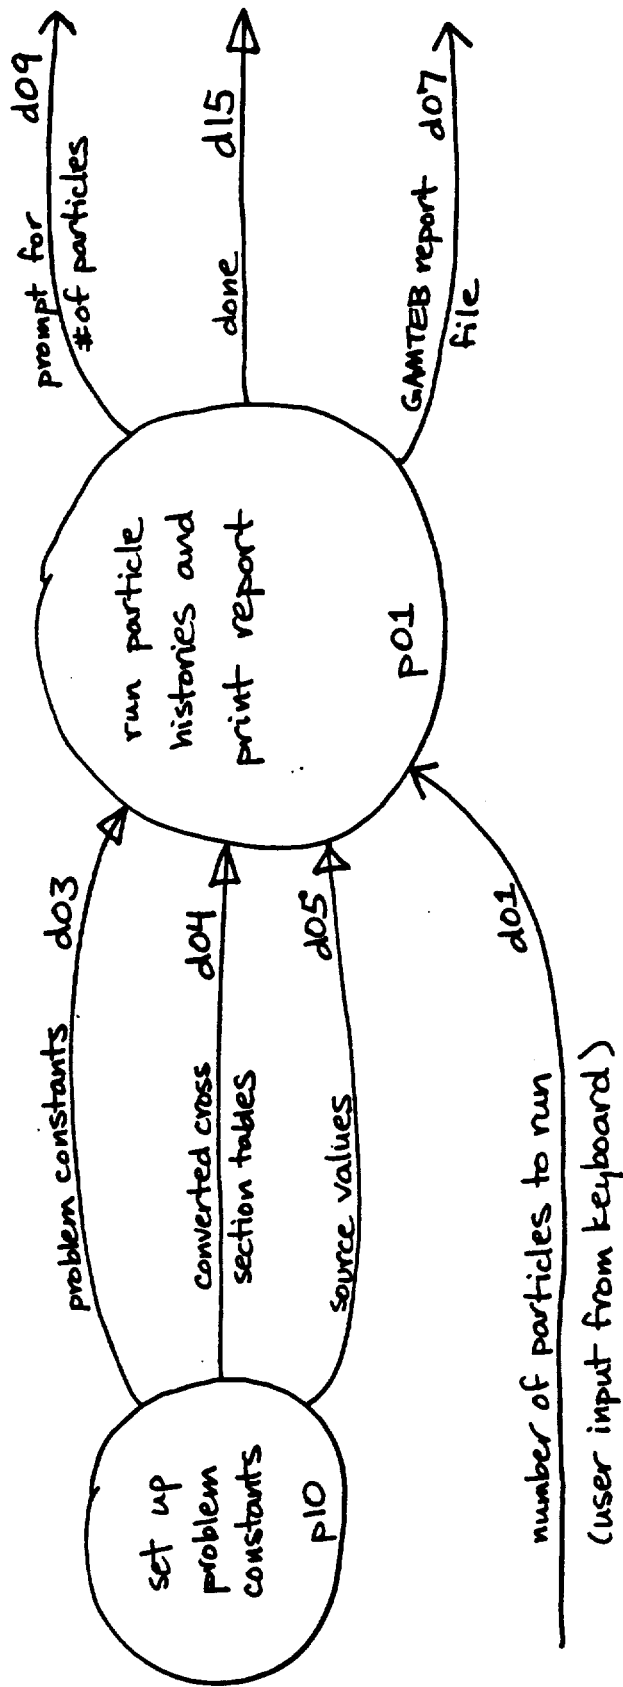 set up
problem
constants
p10
problem constants d03
converted cross d04
section tables
source values d05
number of particles to run d01
(user input from keyboard)
run particle
histories and
print report
p01
prompt for d09
# of particles
done d15
GAMTEB report d07
file